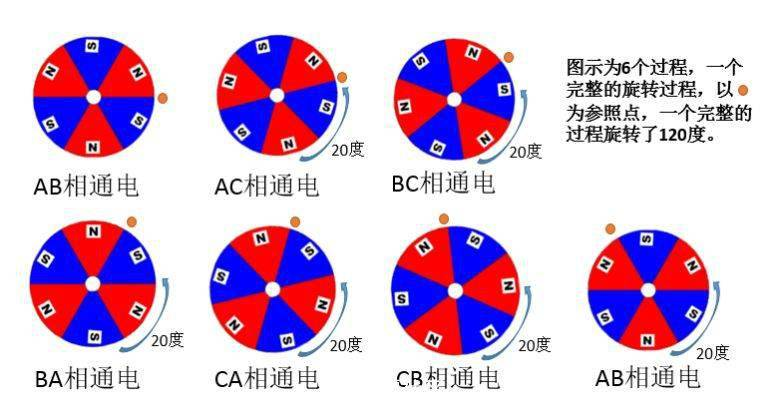 S
N N
S S
N
AB相通电
S N
N S
S N
20度
AC相通电
S N
N S
S N
20度
BC相通电
图示为6个过程，一个
完整的旋转过程，以
为参照点，一个完整的
过程旋转了120度。
N
S S
N N
S
20度
BA相通电
N S
S N
N S
20度
CA相通电
N S
S N
N S
20度
CB相通电
S
N N
S S
N
20度
AB相通电